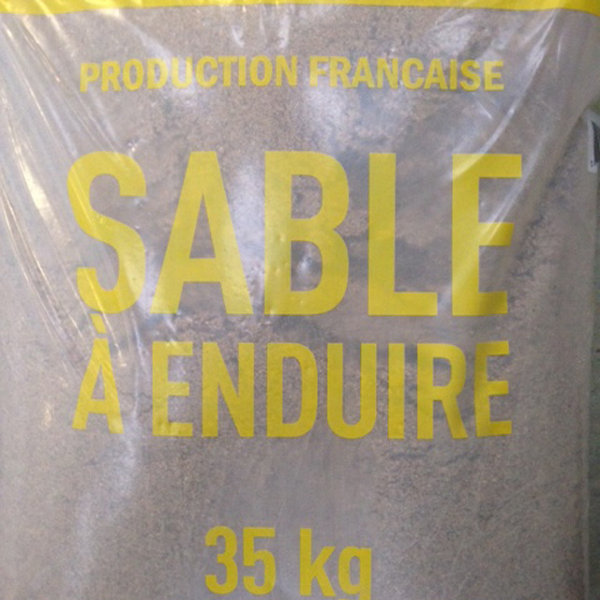 PRODUCTION FRANCAISE
SABLE
À ENDUIRE
35 kg